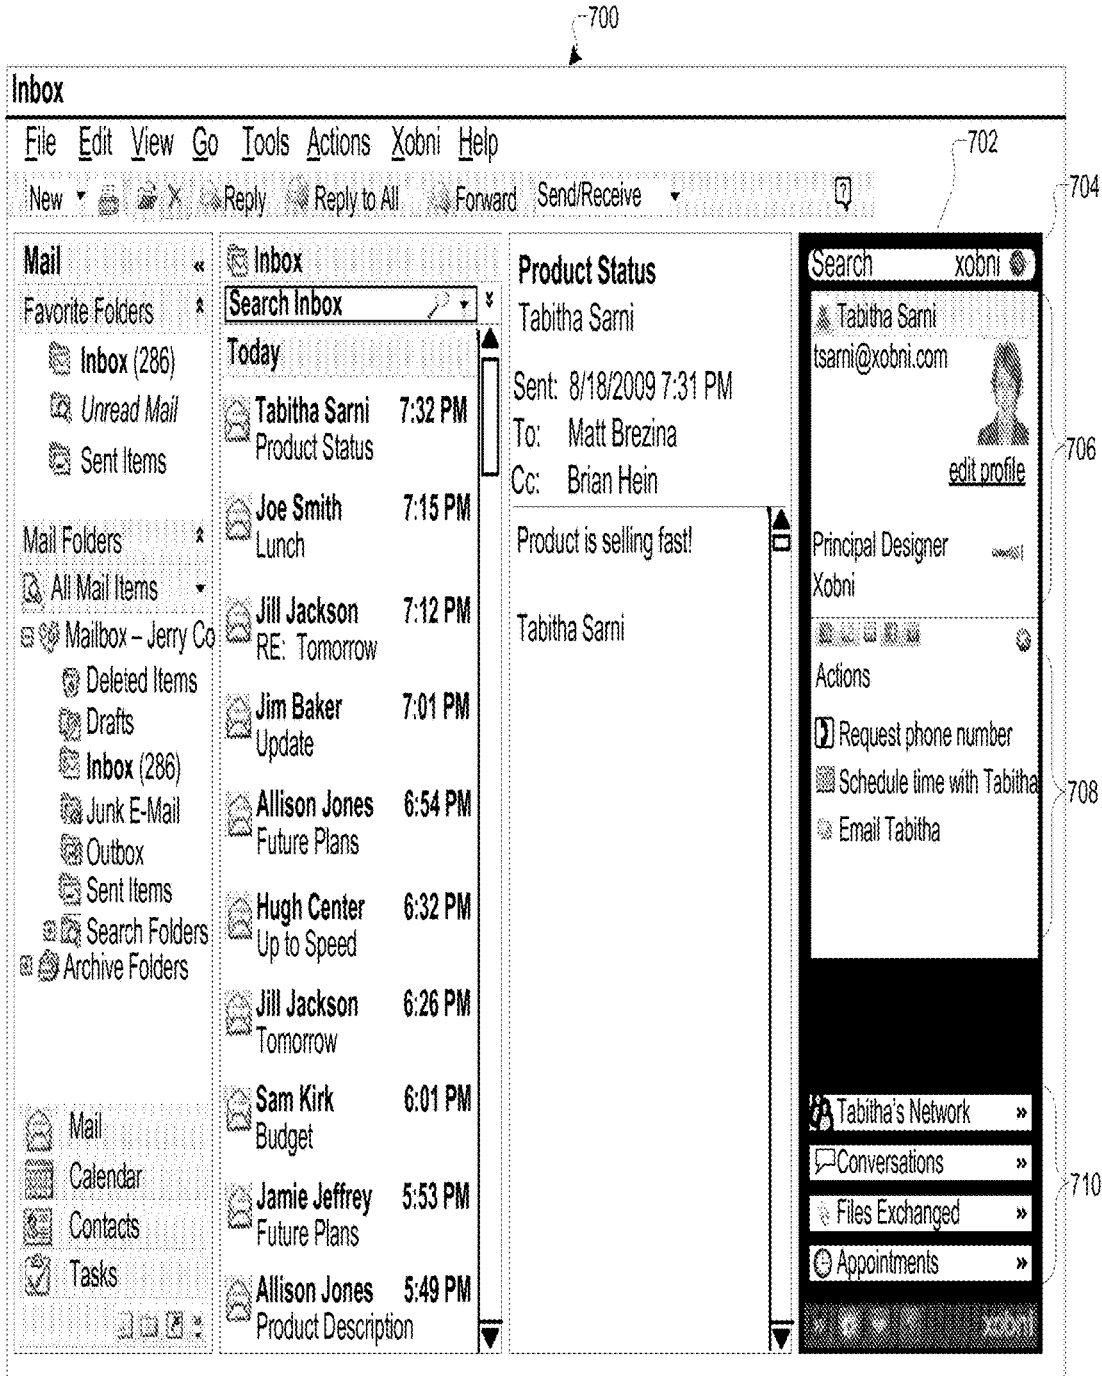 700
Inbox
File Edit View Go Tools Actions Xobni Help
702
New Reply Reply to All Forward Send/Receive ?
704
Mail «
Favorite Folders
Inbox (286)
Unread Mail
Sent Items
Mail Folders
All Mail Items
Mailbox – Jerry Co
Deleted Items
Drafts
Inbox (286)
Junk E-Mail
Outbox
Sent Items
Search Folders
Archive Folders
Mail
Calendar
Contacts
Tasks
Inbox
Search Inbox
Today
Tabitha Sarni 7:32 PM
Product Status
Joe Smith 7:15 PM
Lunch
Jill Jackson 7:12 PM
RE: Tomorrow
Jim Baker 7:01 PM
Update
Allison Jones 6:54 PM
Future Plans
Hugh Center 6:32 PM
Up to Speed
Jill Jackson 6:26 PM
Tomorrow
Sam Kirk 6:01 PM
Budget
Jamie Jeffrey 5:53 PM
Future Plans
Allison Jones 5:49 PM
Product Description
Product Status
Tabitha Sarni
Sent: 8/18/2009 7:31 PM
To: Matt Brezina
Cc: Brian Hein
Product is selling fast!
Tabitha Sarni
Search xobni
Tabitha Sarni
tsarni@xobni.com
edit profile
706
Principal Designer
Xobni
Actions
Request phone number
Schedule time with Tabitha
708
Email Tabitha
Tabitha's Network »
Conversations »
710
Files Exchanged »
Appointments »
xobni